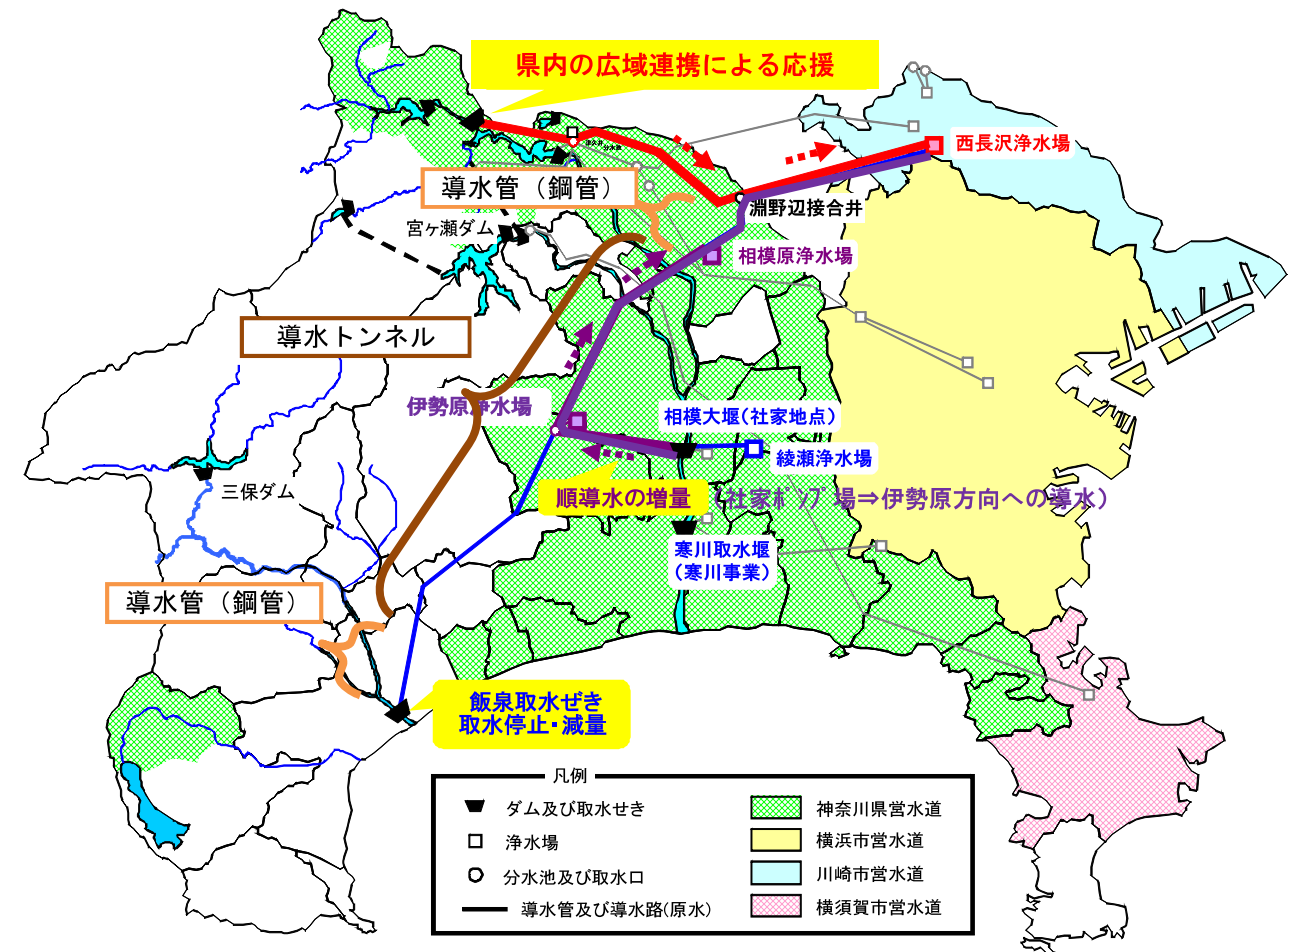 県内の広域連携による応援
津久井
分水池
西長沢浄水場
導水管（鋼管）
淵野辺接合井
宮ヶ瀬ダム
相模原浄水場
導水トンネル
伊勢原浄水場
相模大堰(社家地点)
綾瀬浄水場
三保ダム
順導水の増量（社家ﾎﾟﾝﾌﾟ場⇒伊勢原方向への導水）
寒川取水堰
(寒川事業)
導水管（鋼管）
飯泉取水ぜき
取水停止・減量
凡例
ダム及び取水せき
浄水場
分水池及び取水口
導水管及び導水路(原水)
神奈川県営水道
横浜市営水道
川崎市営水道
横須賀市営水道